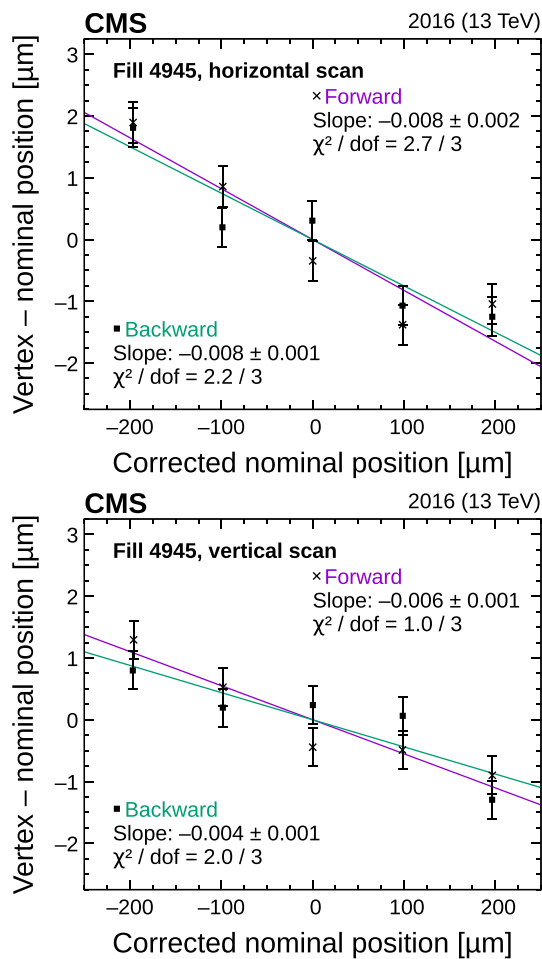 CMS
2016 (13 TeV)
Fill 4945, horizontal scan
× Forward
Slope: –0.008 ± 0.002
χ² / dof = 2.7 / 3
Backward
Slope: –0.008 ± 0.001
χ² / dof = 2.2 / 3
Vertex – nominal position [µm]
3
2
1
0
–1
–2
–200 –100 0 100 200
Corrected nominal position [µm]
CMS
2016 (13 TeV)
Fill 4945, vertical scan
× Forward
Slope: –0.006 ± 0.001
χ² / dof = 1.0 / 3
Backward
Slope: –0.004 ± 0.001
χ² / dof = 2.0 / 3
Vertex – nominal position [µm]
3
2
1
0
–1
–2
–200 –100 0 100 200
Corrected nominal position [µm]